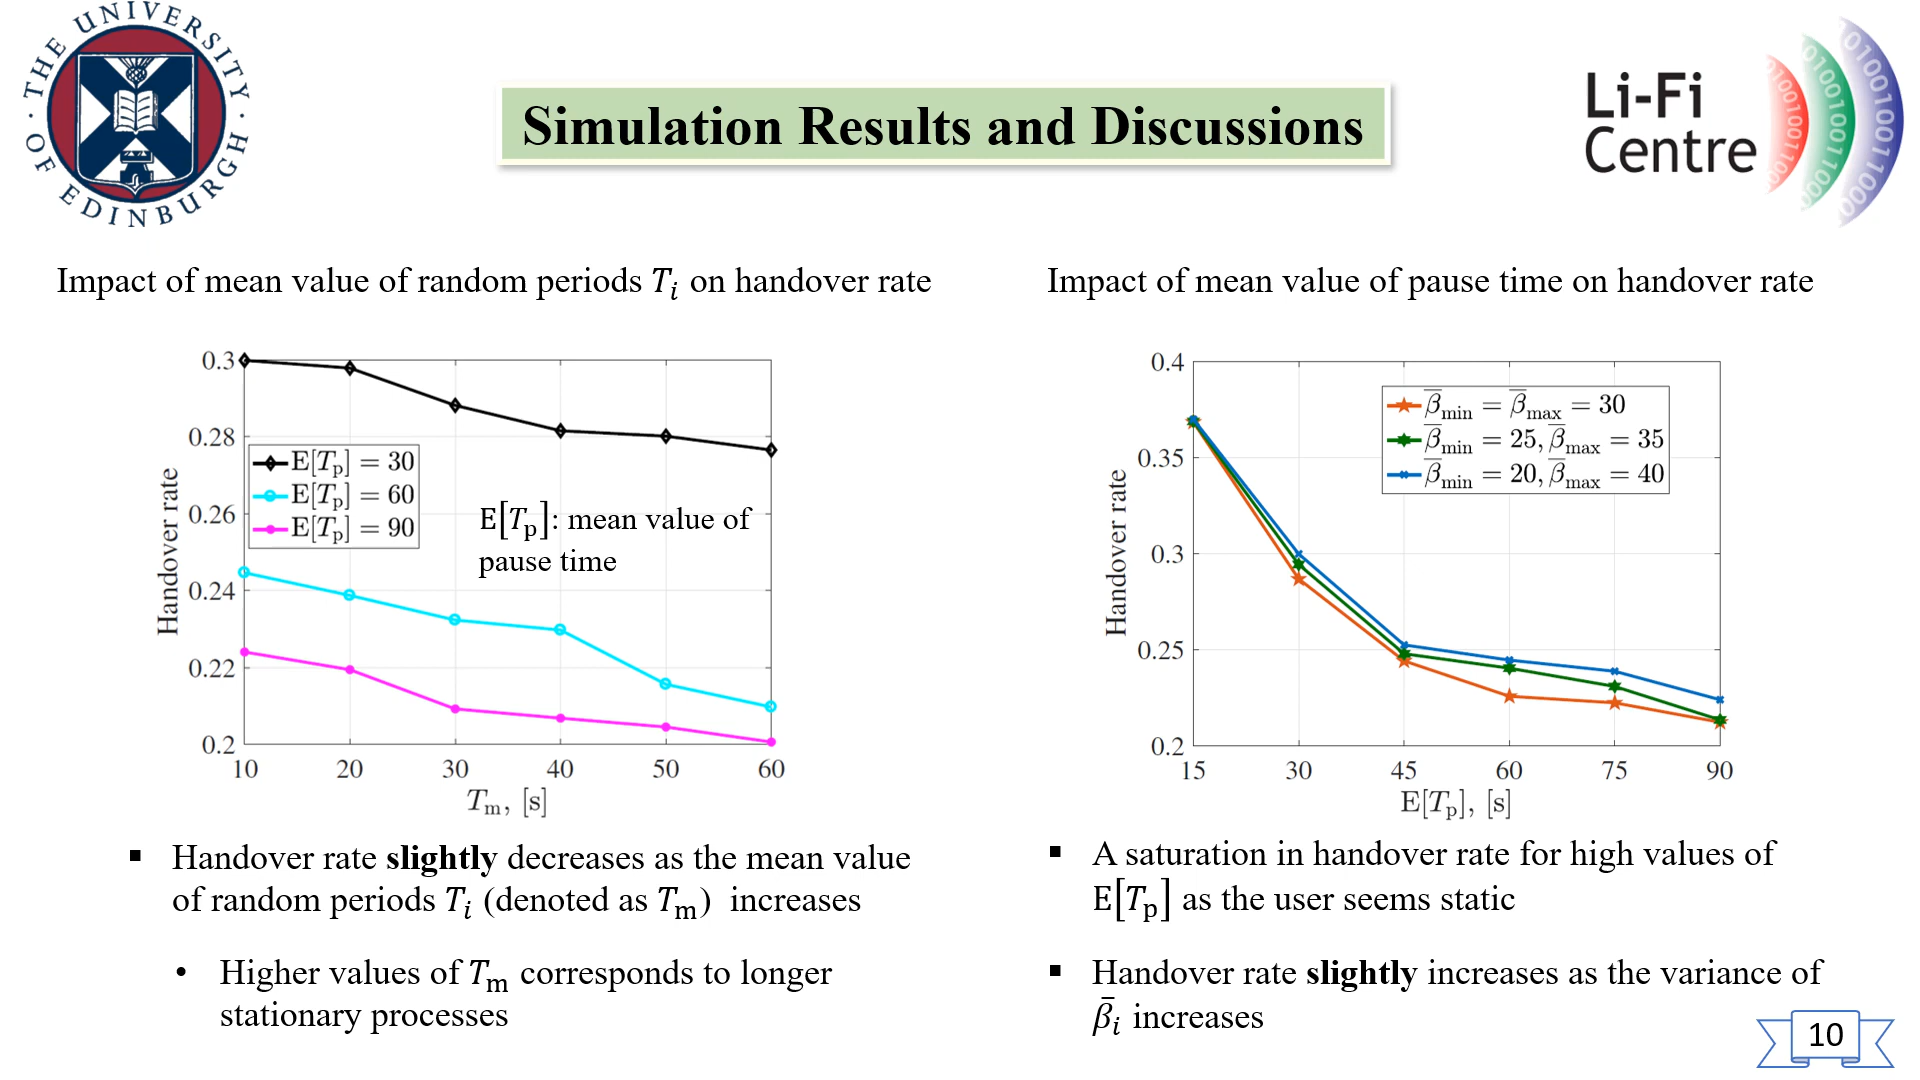 THE UNIVERSITY OF EDINBURGH
Simulation Results and Discussions
Li-Fi
Centre
Impact of mean value of random periods T_i on handover rate
0.3
0.28
0.26
0.24
0.22
0.2
Handover rate
E[T_p] = 30
E[T_p] = 60
E[T_p] = 90
E[T_p]: mean value of
pause time
10 20 30 40 50 60
T_m, [s]
▪ Handover rate slightly decreases as the mean value
of random periods T_i (denoted as T_m) increases
• Higher values of T_m corresponds to longer
stationary processes
Impact of mean value of pause time on handover rate
0.4
0.35
0.3
0.25
0.2
Handover rate
β̅_min = β̅_max = 30
β̅_min = 25, β̅_max = 35
β̅_min = 20, β̅_max = 40
15 30 45 60 75 90
E[T_p], [s]
▪ A saturation in handover rate for high values of
E[T_p] as the user seems static
▪ Handover rate slightly increases as the variance of
β̅_i increases
10